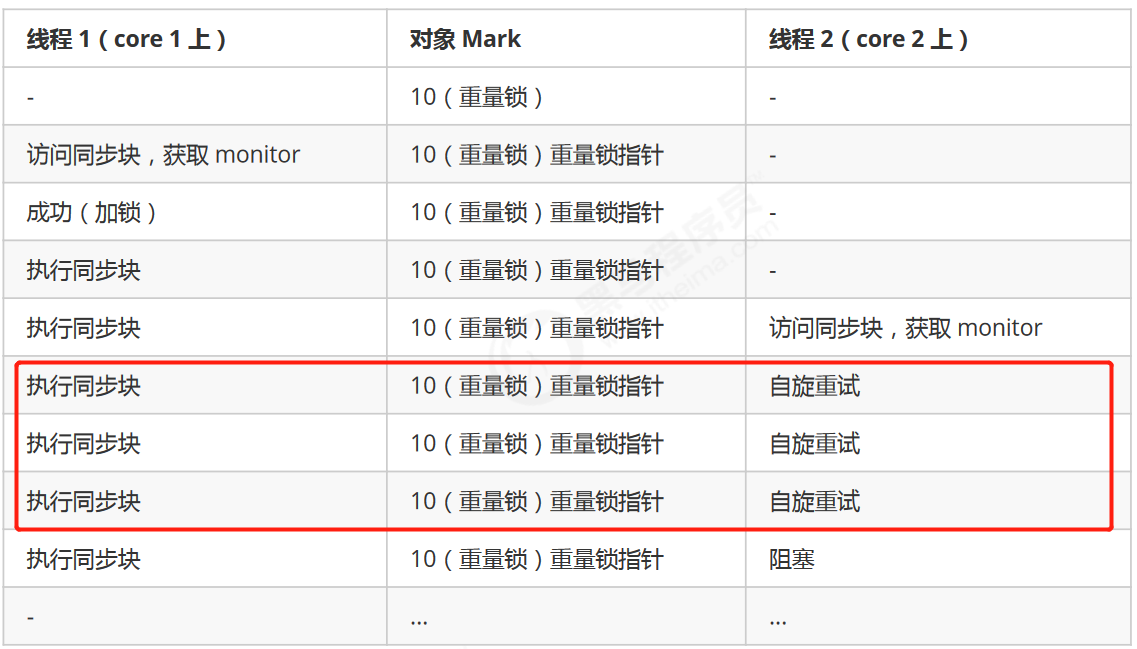 线程 1（core 1 上） 对象 Mark 线程 2（core 2 上）
- 10（重量锁） -
访问同步块，获取 monitor 10（重量锁）重量锁指针 -
成功（加锁） 10（重量锁）重量锁指针 -
执行同步块 10（重量锁）重量锁指针 -
执行同步块 10（重量锁）重量锁指针 访问同步块，获取 monitor
执行同步块 10（重量锁）重量锁指针 自旋重试
执行同步块 10（重量锁）重量锁指针 自旋重试
执行同步块 10（重量锁）重量锁指针 自旋重试
执行同步块 10（重量锁）重量锁指针 阻塞
- ... ...
黑马程序员
itheima.com